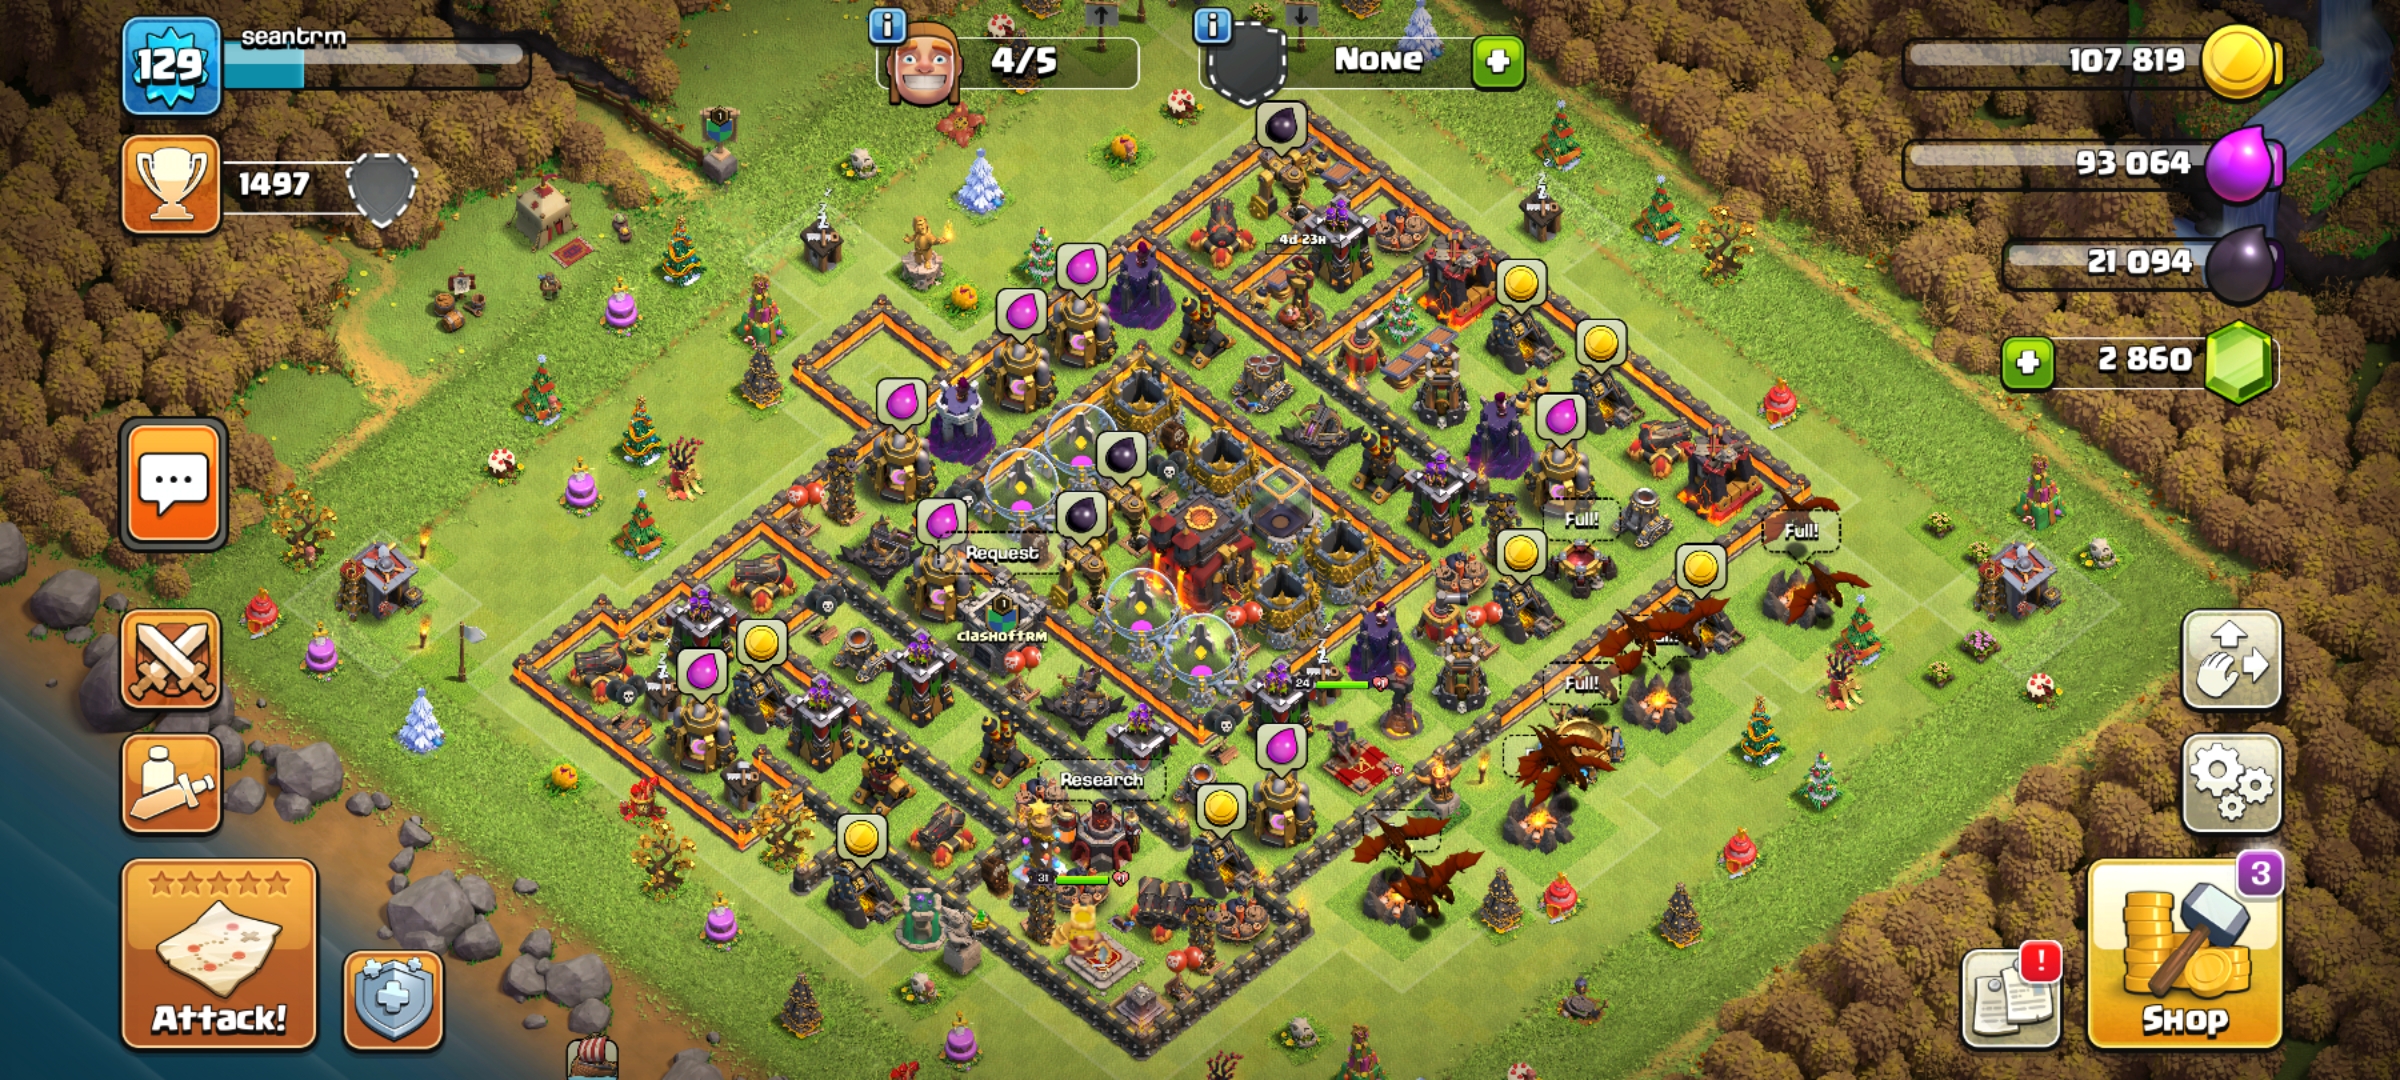 129
seantrm
4/5
None
107 819
1497
93 064
4d 23h
21 094
2 860
Full!
Full!
Request
clashoftrm
24
Full!
Research
31
3
Attack!
!
Shop